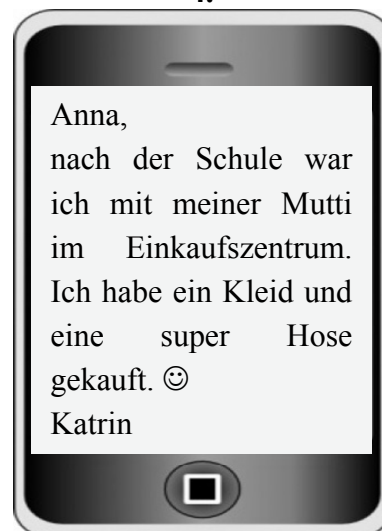 Anna,
nach der Schule war
ich mit meiner Mutti
im Einkaufszentrum.
Ich habe ein Kleid und
eine super Hose
gekauft. ☺
Katrin